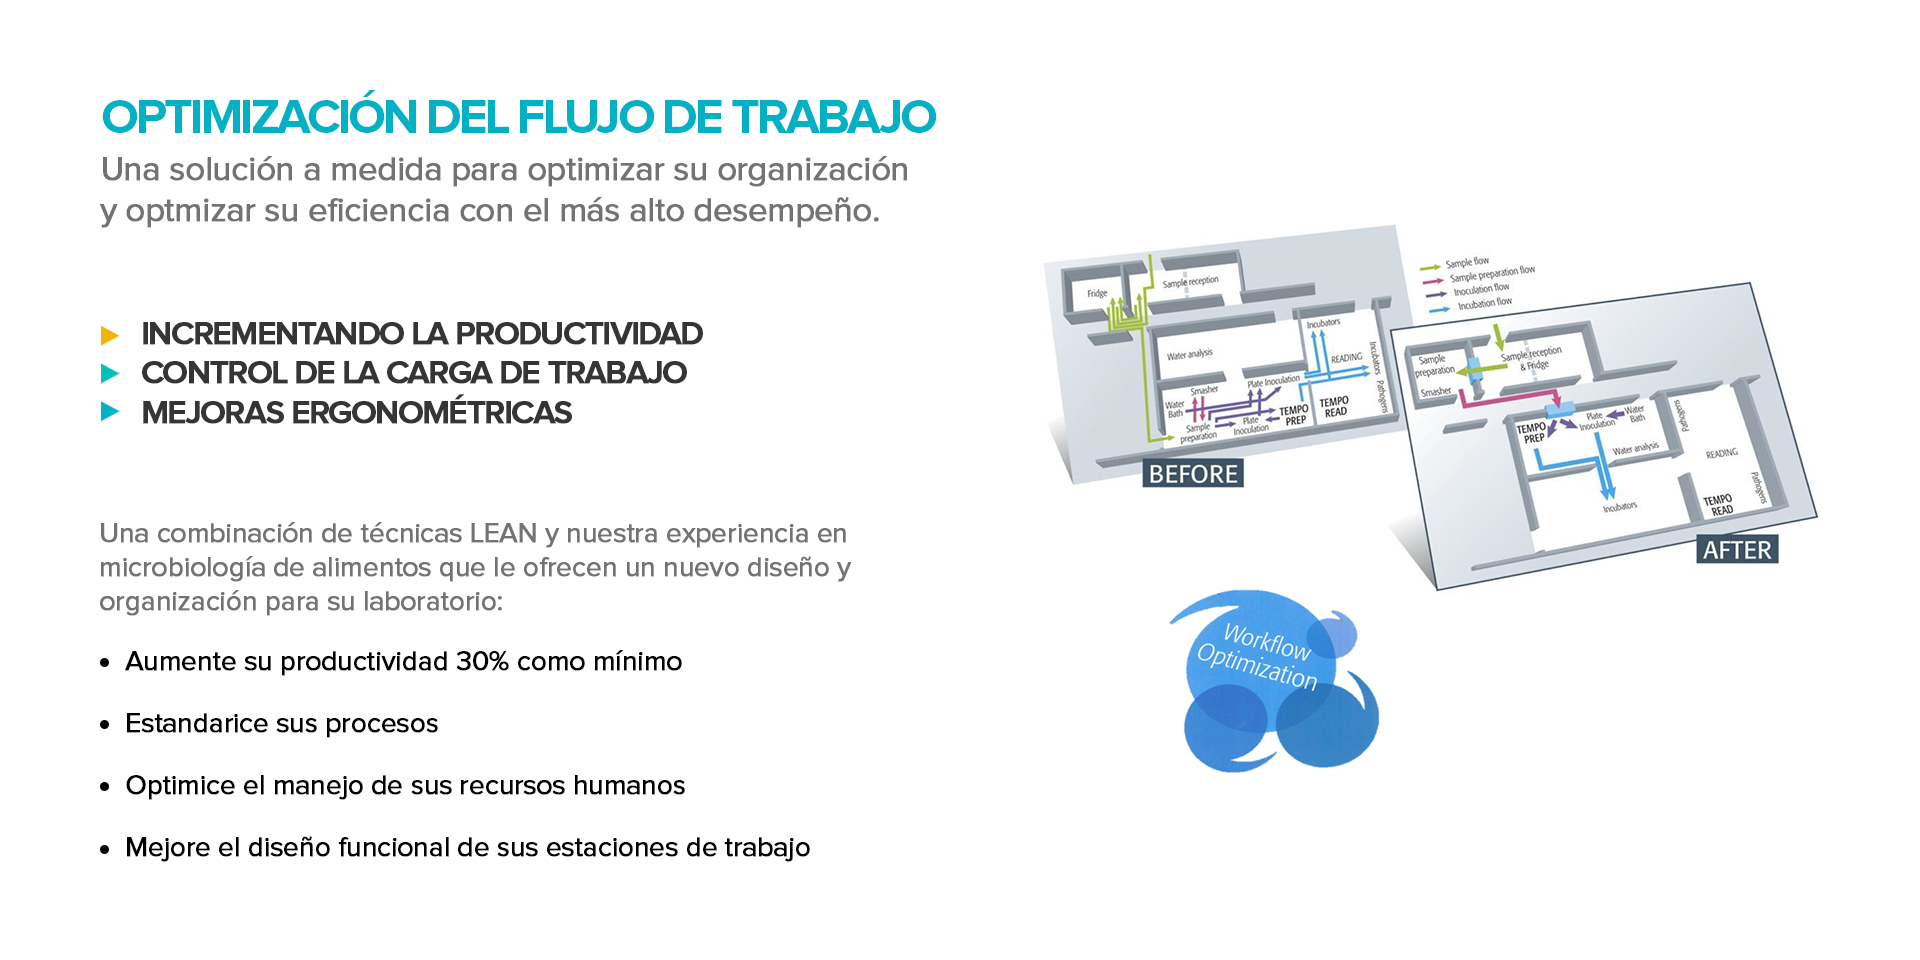 OPTIMIZACIÓN DEL FLUJO DE TRABAJO
Una solución a medida para optimizar su organización
y optmizar su eficiencia con el más alto desempeño.
INCREMENTANDO LA PRODUCTIVIDAD
CONTROL DE LA CARGA DE TRABAJO
MEJORAS ERGONOMÉTRICAS
Una combinación de técnicas LEAN y nuestra experiencia en
microbiología de alimentos que le ofrecen un nuevo diseño y
organización para su laboratorio:
• Aumente su productividad 30% como mínimo
• Estandarice sus procesos
• Optimice el manejo de sus recursos humanos
• Mejore el diseño funcional de sus estaciones de trabajo
Fridge
Sample reception
Water analysis
Incubators
READING
Incubators
Pathogens
Smasher
Plate Inoculation
Water
Bath
Sample
preparation
Plate
Inoculation
TEMPO
PREP
TEMPO
READ
BEFORE
Sample flow
Sample preparation flow
Inoculation flow
Incubation flow
Sample
preparation
Smasher
Sample reception
& Fridge
TEMPO
PREP
Plate
Inoculation
Water
Bath
Water analysis
Pathogens
READING
Pathogens
Incubators
TEMPO
READ
AFTER
Workflow
Optimization